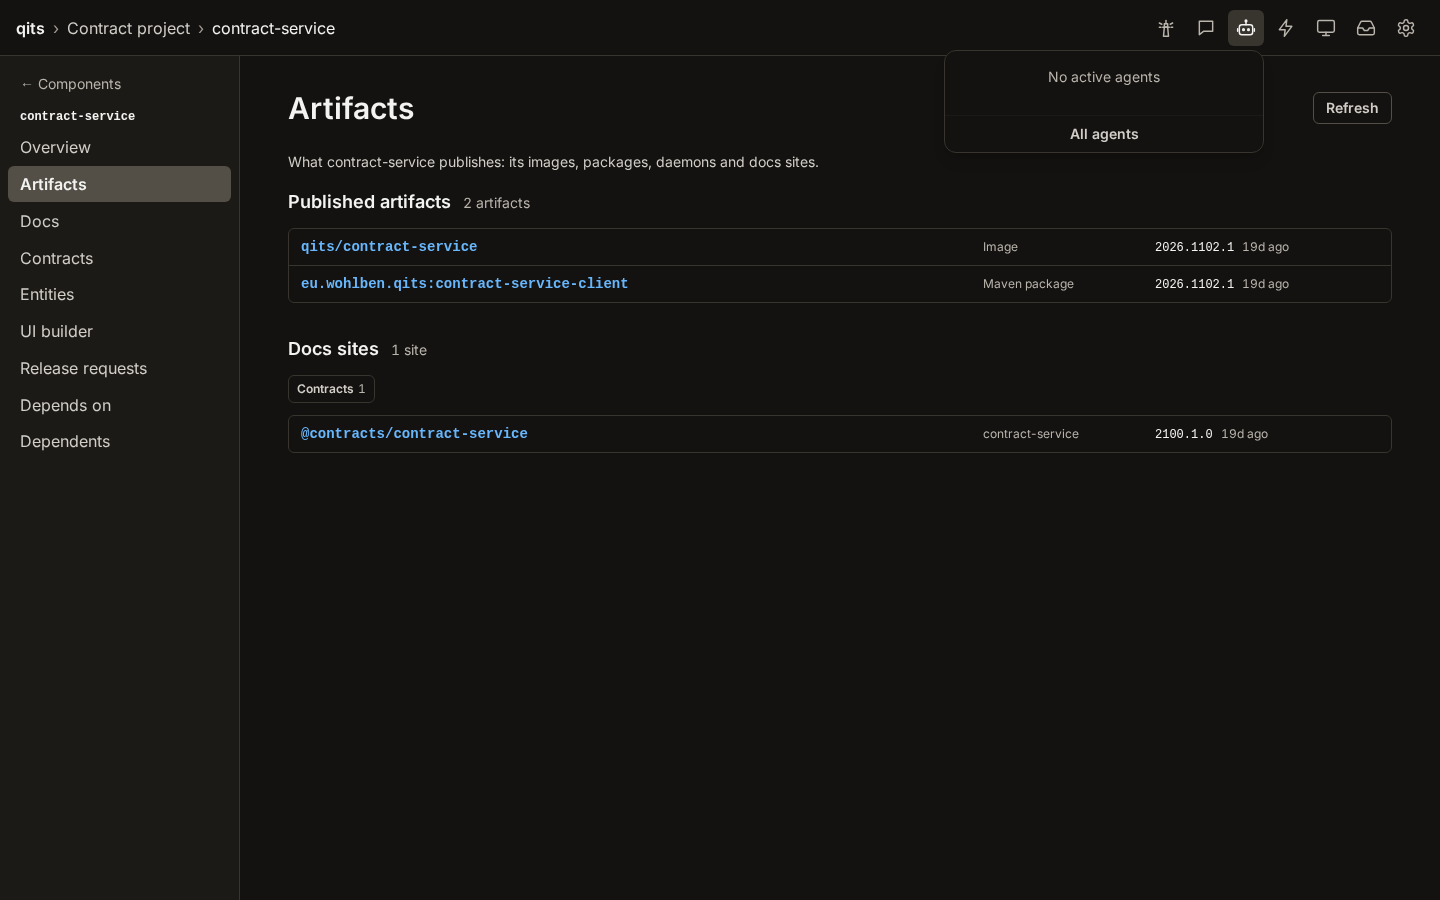 qits › Contract project › contract-service
No active agents
All agents
← Components
contract-service
Overview
Artifacts
Docs
Contracts
Entities
UI builder
Release requests
Depends on
Dependents
Artifacts
Refresh
What contract-service publishes: its images, packages, daemons and docs sites.
Published artifacts 2 artifacts
qits/contract-service Image 2026.1102.1 19d ago
eu.wohlben.qits:contract-service-client Maven package 2026.1102.1 19d ago
Docs sites 1 site
Contracts 1
@contracts/contract-service contract-service 2100.1.0 19d ago